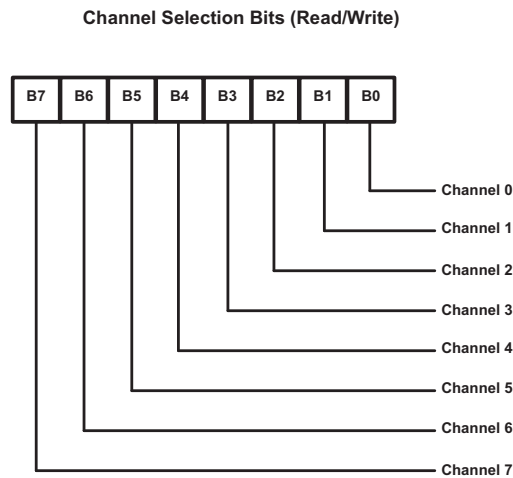 Channel Selection Bits (Read/Write)
B7 B6 B5 B4 B3 B2 B1 B0
Channel 0
Channel 1
Channel 2
Channel 3
Channel 4
Channel 5
Channel 6
Channel 7